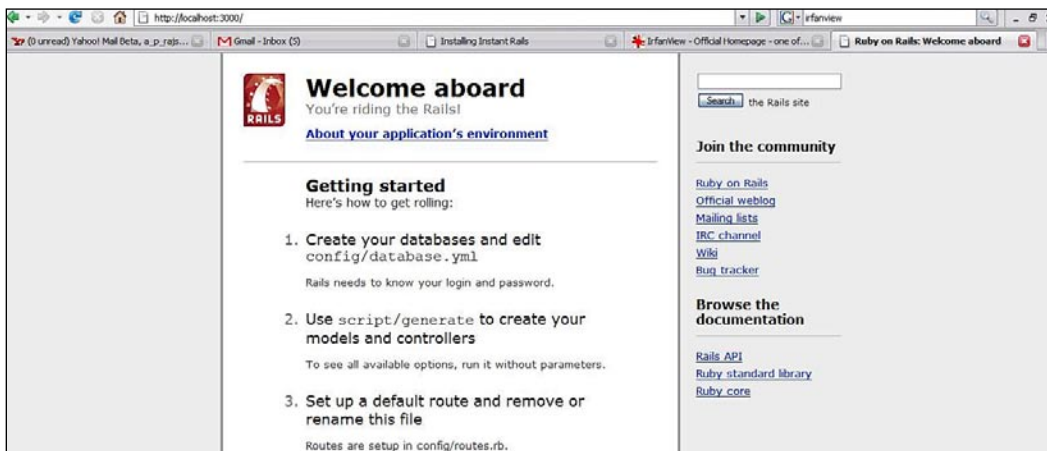 http://localhost:3000/
irfanview
(0 unread) Yahoo! Mail Beta, a_p_rajs...
Gmail - Inbox (5)
Installing Instant Rails
IrfanView - Official Homepage - one of...
Ruby on Rails: Welcome aboard
RAILS
Welcome aboard
You're riding the Rails!
About your application's environment
Getting started
Here's how to get rolling:
1. Create your databases and edit
config/database.yml
Rails needs to know your login and password.
2. Use script/generate to create your
models and controllers
To see all available options, run it without parameters.
3. Set up a default route and remove or
rename this file
Routes are setup in config/routes.rb.
Search the Rails site
Join the community
Ruby on Rails
Official weblog
Mailing lists
IRC channel
Wiki
Bug tracker
Browse the
documentation
Rails API
Ruby standard library
Ruby core